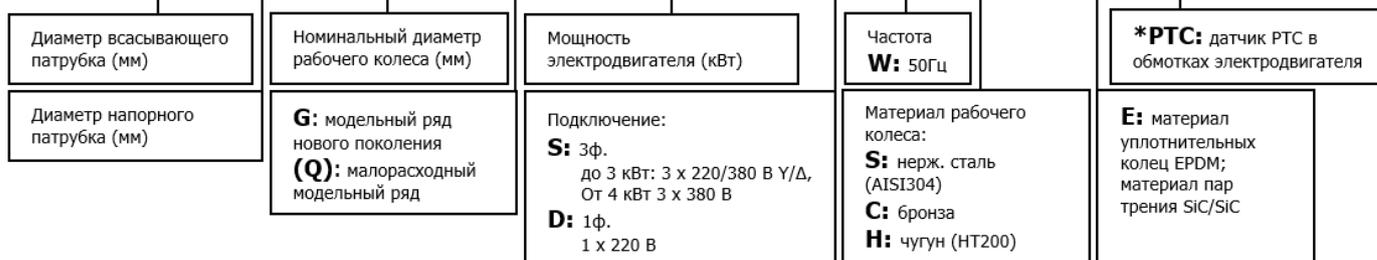 Диаметр всасывающего
патрубка (мм)
Диаметр напорного
патрубка (мм)
Номинальный диаметр
рабочего колеса (мм)
G: модельный ряд
нового поколения
(Q): малорасходный
модельный ряд
Мощность
электродвигателя (кВт)
Подключение:
S: 3ф.
до 3 кВт: 3 x 220/380 В Y/Δ,
От 4 кВт 3 x 380 В
D: 1ф.
1 x 220 В
Частота
W: 50Гц
Материал рабочего
колеса:
S: нерж. сталь
(AISI304)
C: бронза
H: чугун (HT200)
*PTC: датчик PTC в
обмотках электродвигателя
E: материал
уплотнительных
колец EPDM;
материал пар
трения SiC/SiC